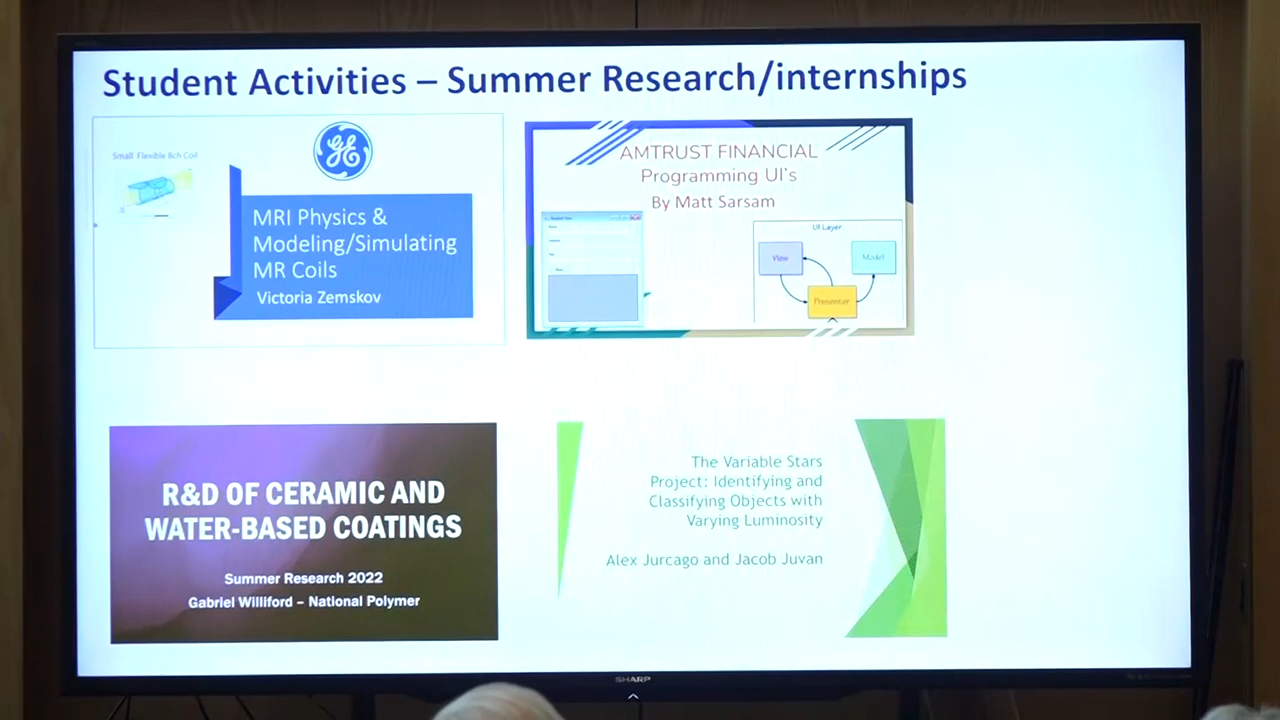 Student Activities – Summer Research/internships
Small Flexible 8ch Coil
MRI Physics &
Modeling/Simulating
MR Coils
Victoria Zemskov
AMTRUST FINANCIAL
Programming UI's
By Matt Sarsam
UI Layer
View
Model
Presenter
R&D OF CERAMIC AND
WATER-BASED COATINGS
Summer Research 2022
Gabriel Williford – National Polymer
The Variable Stars
Project: Identifying and
Classifying Objects with
Varying Luminosity
Alex Jurcago and Jacob Juvan
SHARP